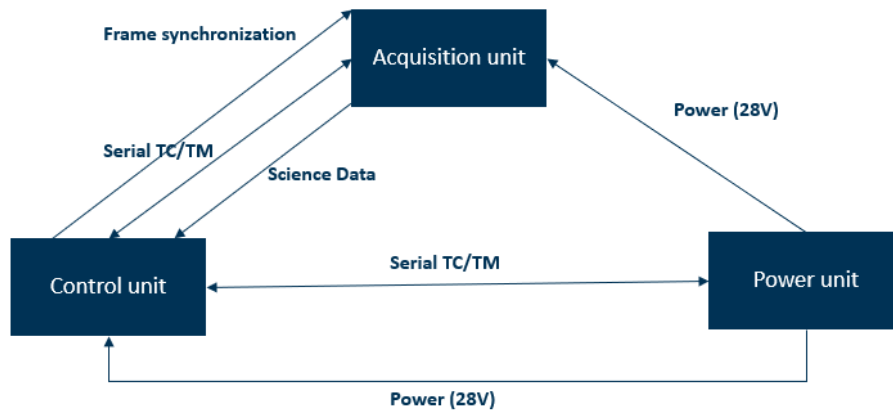 Frame synchronization
Acquisition unit
Power (28V)
Serial TC/TM
Science Data
Control unit
Serial TC/TM
Power unit
Power (28V)